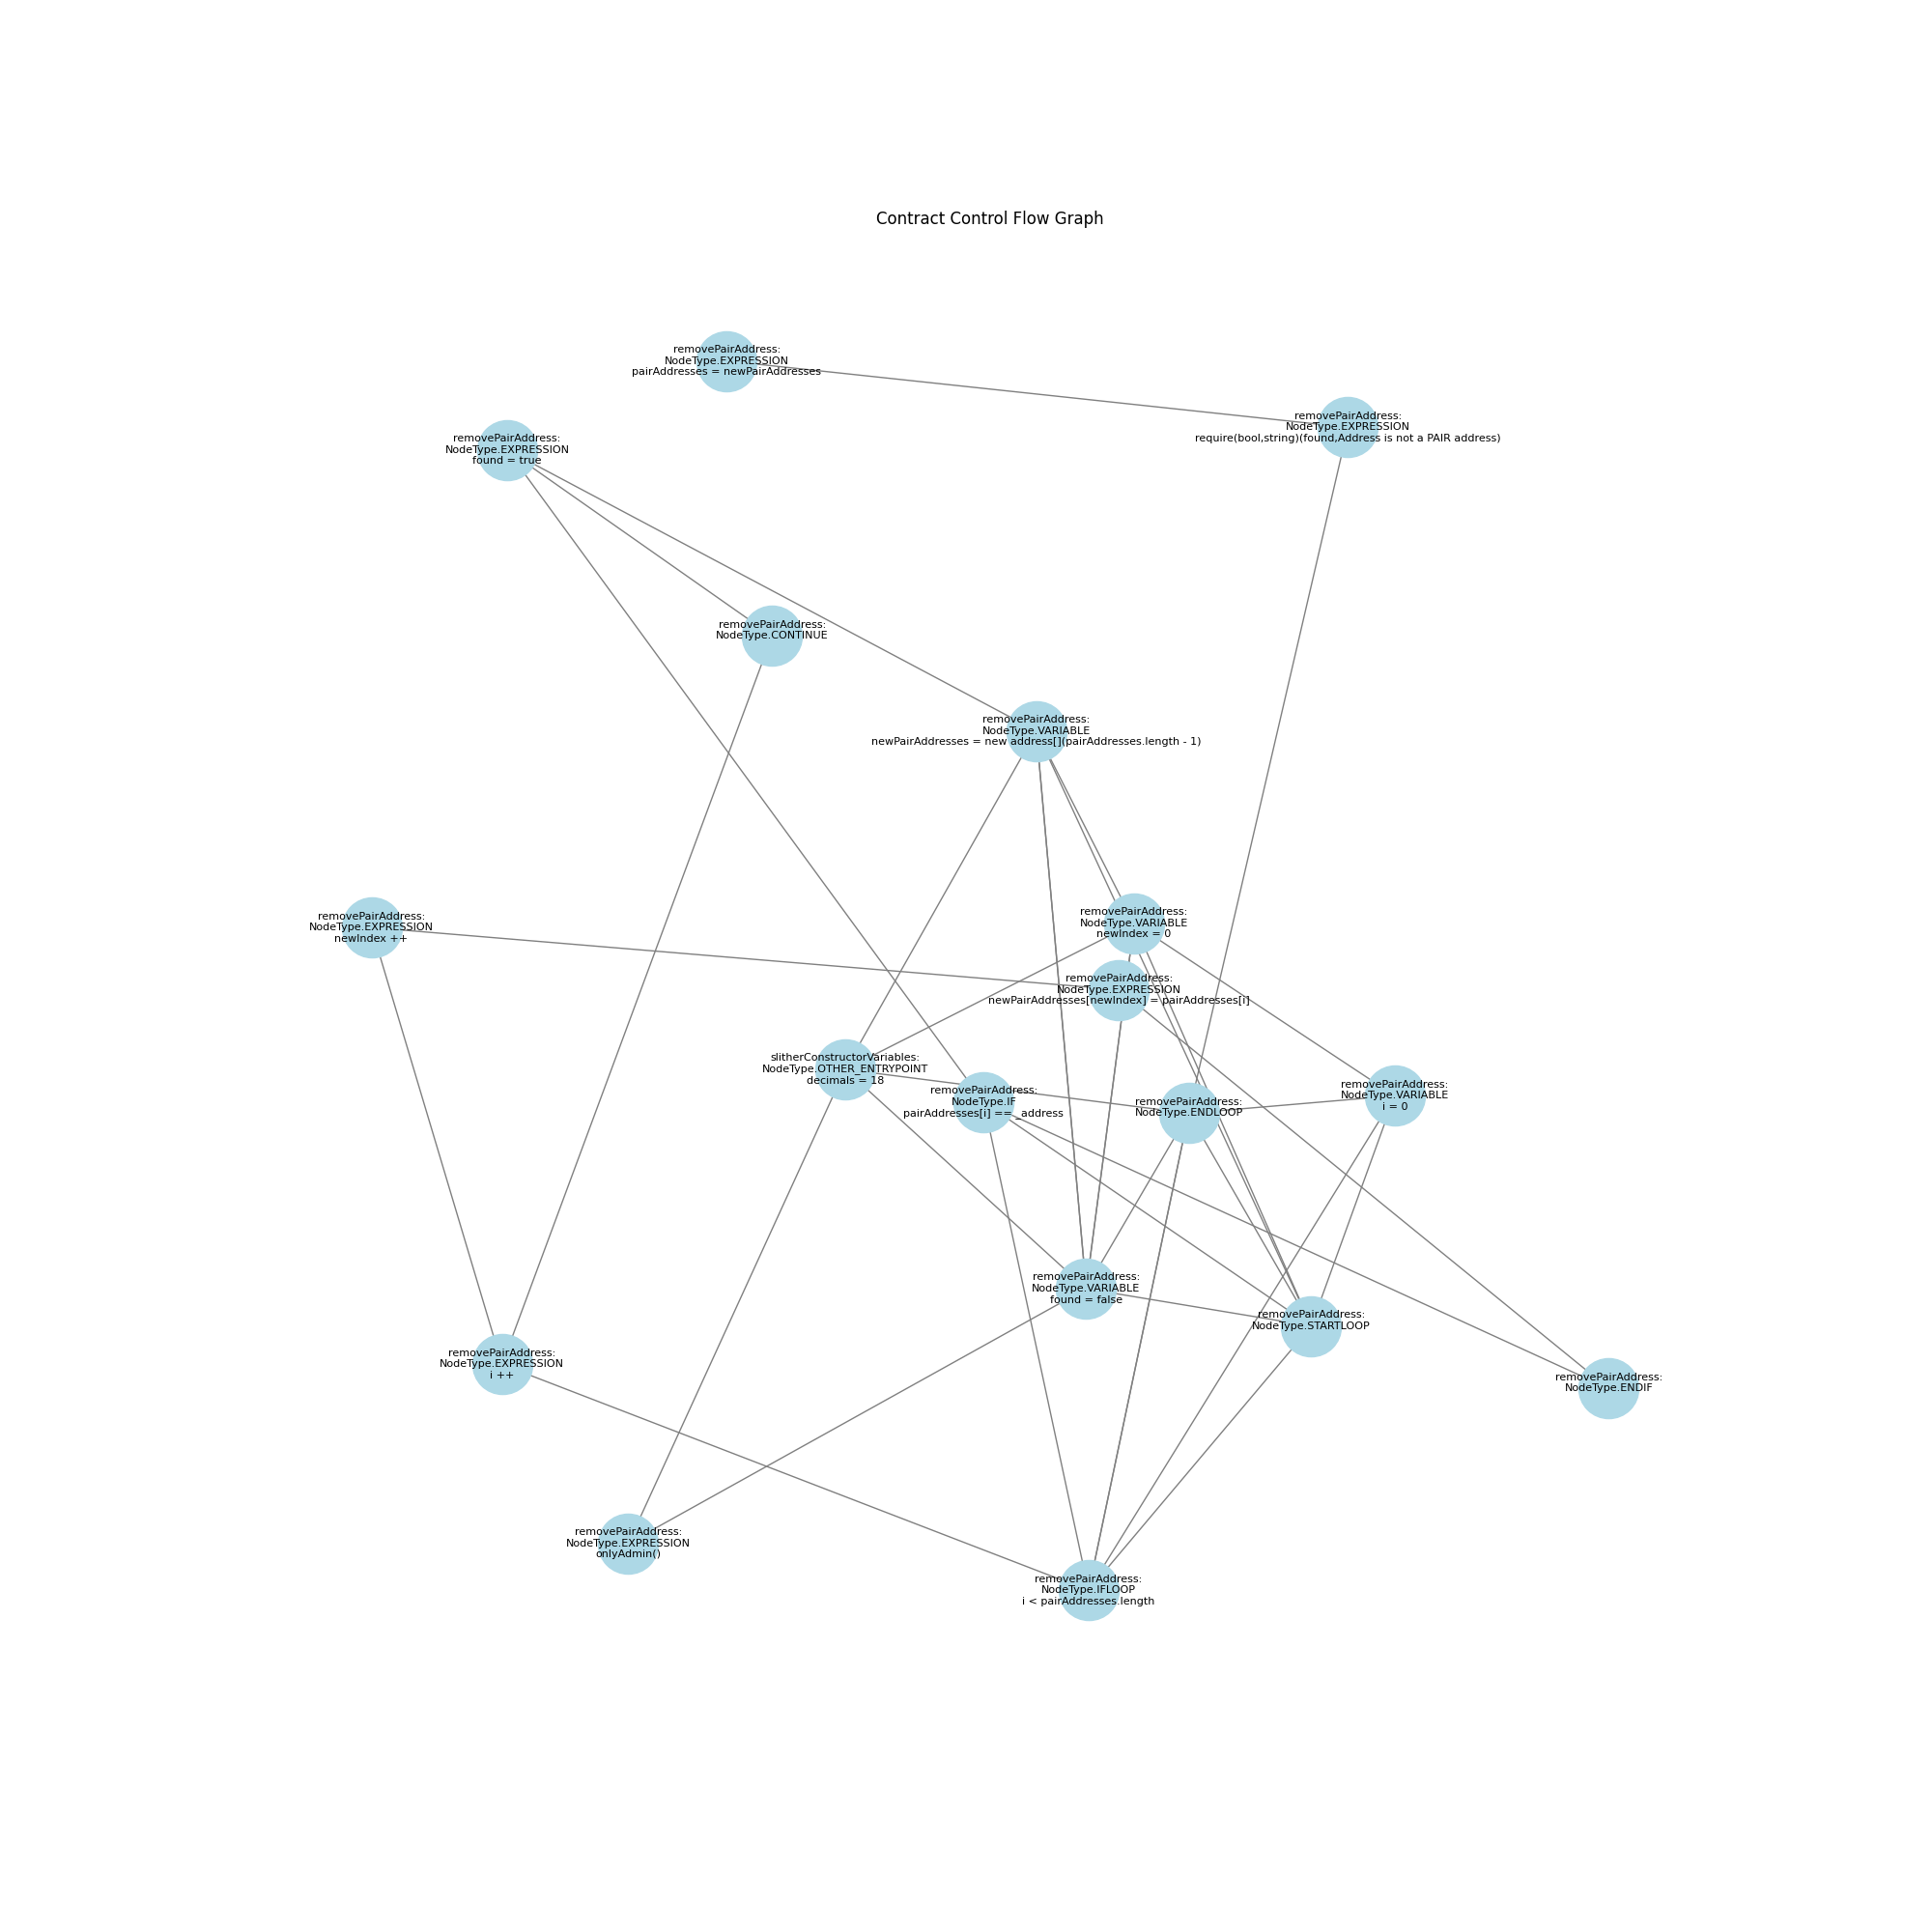 Contract Control Flow Graph
removePairAddress:
NodeType.EXPRESSION
pairAddresses = newPairAddresses
removePairAddress:
NodeType.EXPRESSION
require(bool,string)(found,Address is not a PAIR address)
removePairAddress:
NodeType.EXPRESSION
found = true
removePairAddress:
NodeType.CONTINUE
removePairAddress:
NodeType.VARIABLE
newPairAddresses = new address[](pairAddresses.length - 1)
removePairAddress:
NodeType.EXPRESSION
newIndex ++
removePairAddress:
NodeType.VARIABLE
newIndex = 0
removePairAddress:
NodeType.EXPRESSION
newPairAddresses[newIndex] = pairAddresses[i]
slitherConstructorVariables:
NodeType.OTHER_ENTRYPOINT
decimals = 18
removePairAddress:
NodeType.IF
pairAddresses[i] == _address
removePairAddress:
NodeType.ENDLOOP
removePairAddress:
NodeType.VARIABLE
i = 0
removePairAddress:
NodeType.VARIABLE
found = false
removePairAddress:
NodeType.STARTLOOP
removePairAddress:
NodeType.EXPRESSION
i ++
removePairAddress:
NodeType.ENDIF
removePairAddress:
NodeType.EXPRESSION
onlyAdmin()
removePairAddress:
NodeType.IFLOOP
i < pairAddresses.length